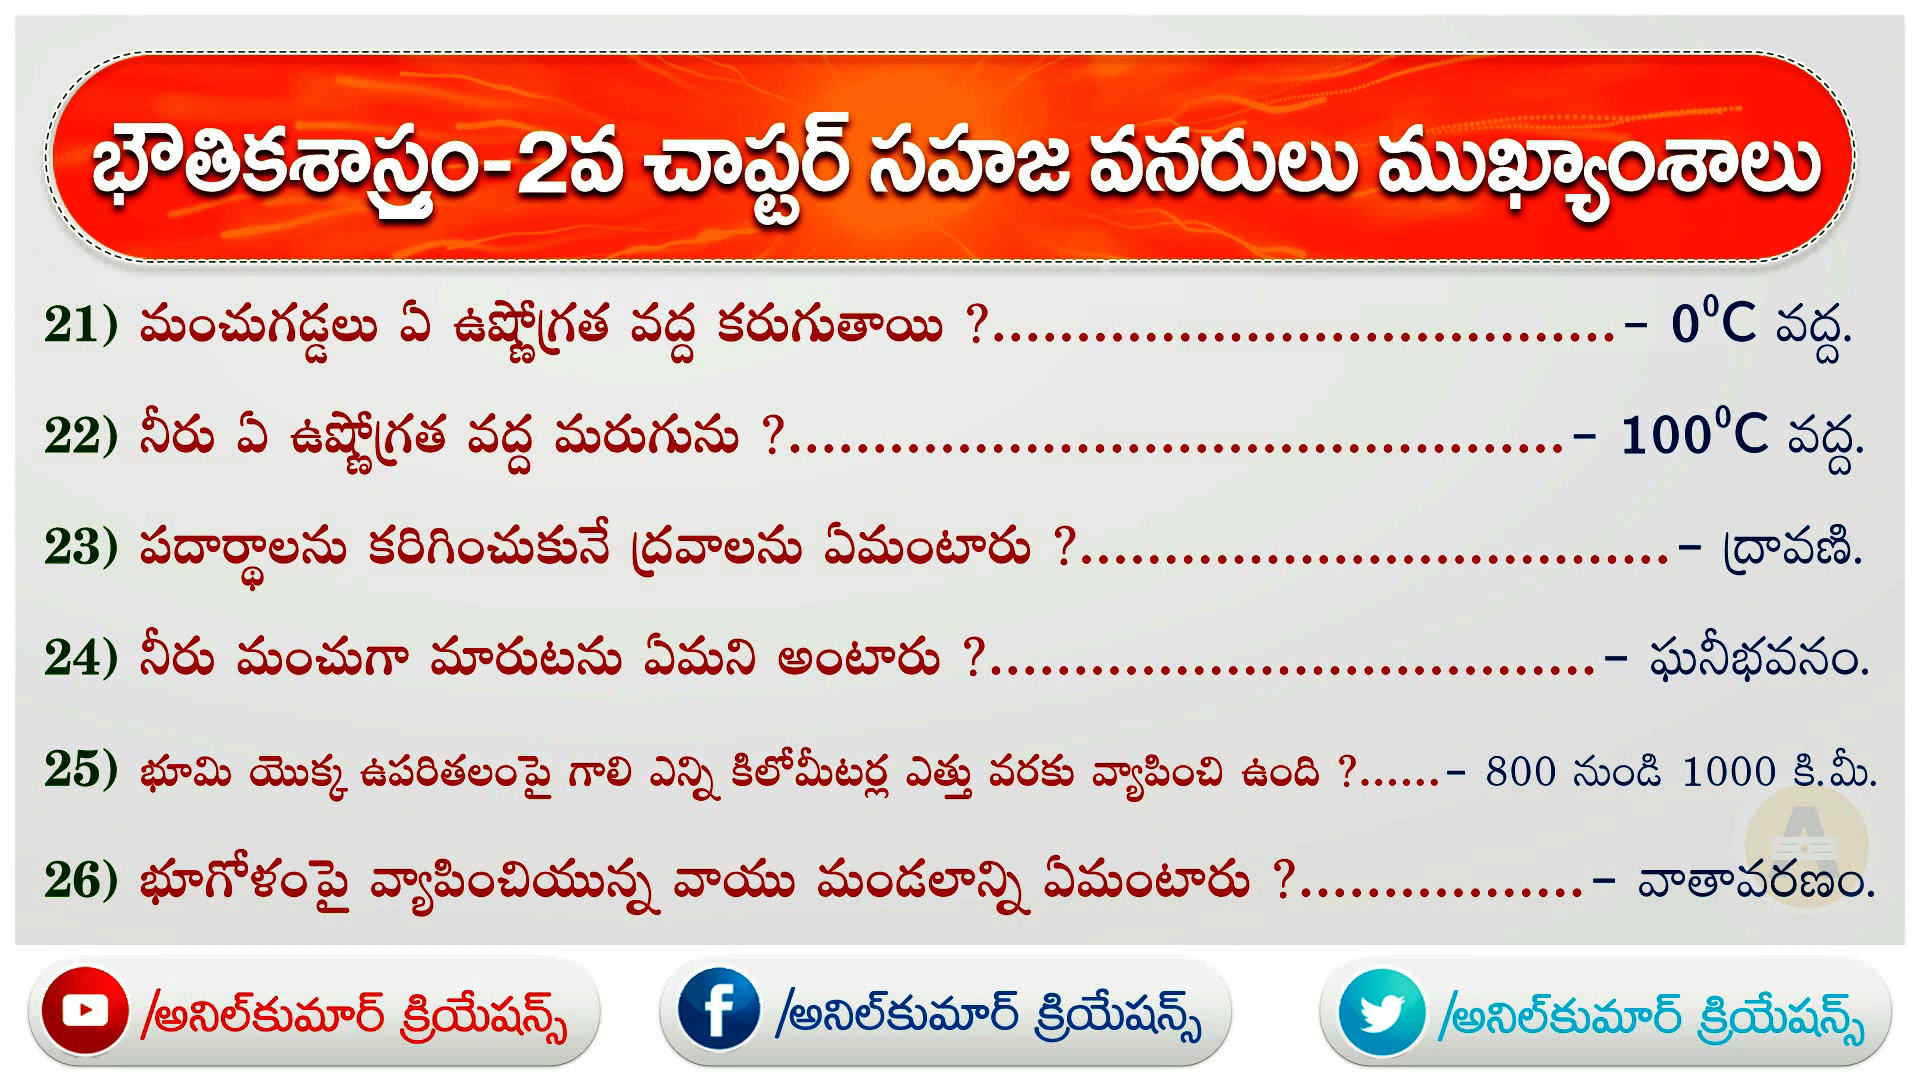 భౌతికశాస్త్రం-2వ చాప్టర్ సహజ వనరులు ముఖ్యాంశాలు
21) మంచుగడ్డలు ఏ ఉష్ణోగ్రత వద్ద కరుగుతాయి ?......................................- 0⁰C వద్ద.
22) నీరు ఏ ఉష్ణోగ్రత వద్ద మరుగును ?...............................................- 100⁰C వద్ద.
23) పదార్థాలను కరిగించుకునే ద్రవాలను ఏమంటారు ?....................................- ద్రావణి.
24) నీరు మంచుగా మారుటను ఏమని అంటారు ?.....................................- ఘనీభవనం.
25) భూమి యొక్క ఉపరితలంపై గాలి ఎన్ని కిలోమీటర్ల ఎత్తు వరకు వ్యాపించి ఉంది ?......- 800 నుండి 1000 కి.మీ.
26) భూగోళంపై వ్యాపించియున్న వాయు మండలాన్ని ఏమంటారు ?.................- వాతావరణం.
/అనిల్‌కుమార్ క్రియేషన్స్ /అనిల్‌కుమార్ క్రియేషన్స్ /అనిల్‌కుమార్ క్రియేషన్స్